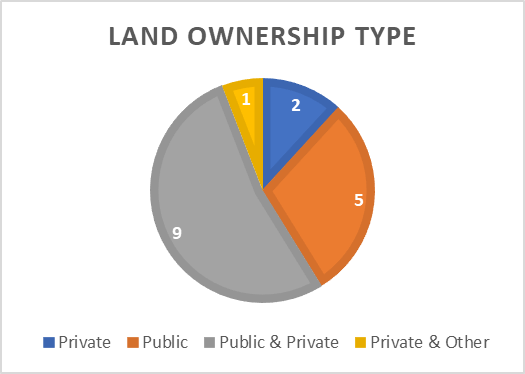 LAND OWNERSHIP TYPE
1
2
5
9
Private
Public
Public & Private
Private & Other